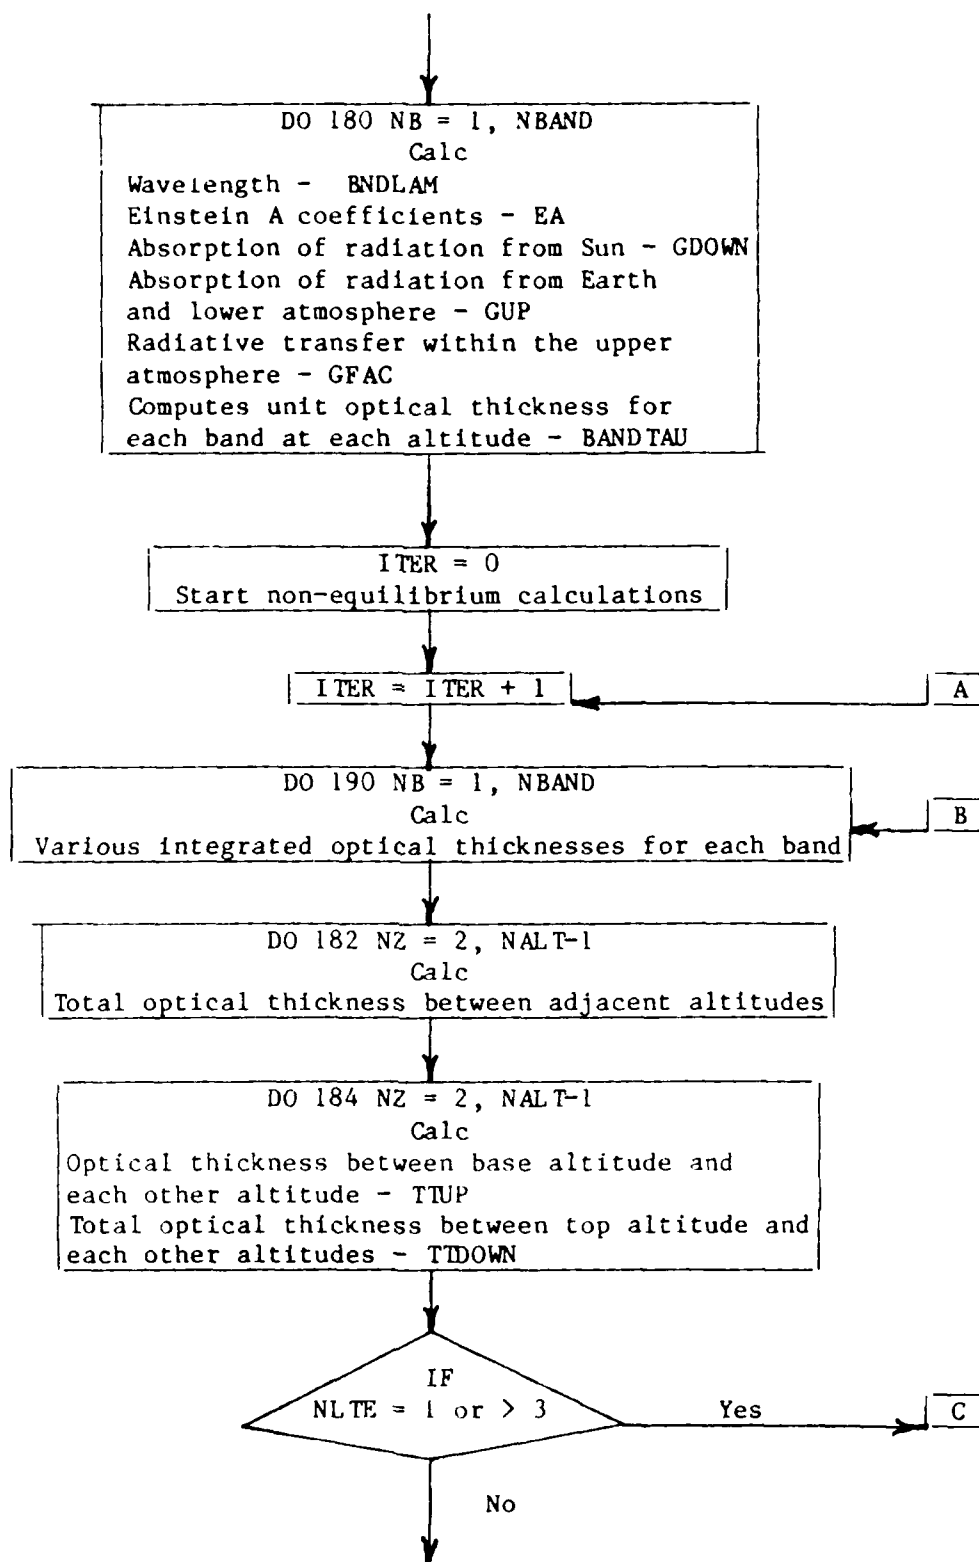 DO 180 NB = 1, NBAND
Calc
Wavelength - BNDLAM
Einstein A coefficients - EA
Absorption of radiation from Sun - GDOWN
Absorption of radiation from Earth
and lower atmosphere - GUP
Radiative transfer within the upper
atmosphere - GFAC
Computes unit optical thickness for
each band at each altitude - BANDTAU
ITER = 0
Start non-equilibrium calculations
ITER = ITER + 1
A
DO 190 NB = 1, NBAND
Calc
Various integrated optical thicknesses for each band
B
DO 182 NZ = 2, NALT-1
Calc
Total optical thickness between adjacent altitudes
DO 184 NZ = 2, NALT-1
Calc
Optical thickness between base altitude and
each other altitude - TTUP
Total optical thickness between top altitude and
each other altitudes - TTDOWN
IF
NLTE = 1 or > 3
Yes
C
No